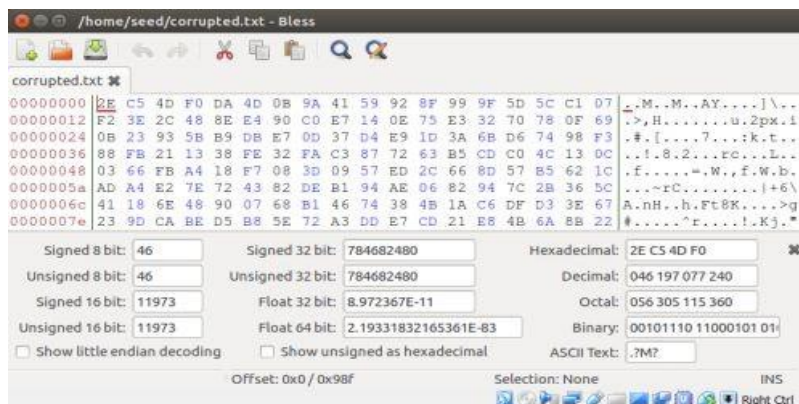 /home/seed/corrupted.txt - Bless
corrupted.txt
00000000 2E C5 4D F0 DA 4D 0B 9A 41 59 92 8F 99 9F 5D 5C C1 07 ..M..M..AY....]\..
00000012 F2 3E 2C 48 8E E4 90 C0 E7 14 0E 75 E3 32 70 78 0F 69 .>,H.......u.2px.i
00000024 0B 23 93 5B B9 DB E7 0D 37 D4 E9 1D 3A 6B D6 74 98 F3 .#.[....7...:k.t..
00000036 88 FB 21 13 38 FE 32 FA C3 87 72 63 B5 CD C0 4C 13 0C ..!.8.2...rc...L..
00000048 03 66 FB A4 18 F7 08 3D 09 57 ED 2C 66 8D 57 B5 62 1C .f.....=.W.,f.W.b.
0000005a AD A4 E2 7E 72 43 82 DE B1 94 AE 06 82 94 7C 2B 36 5C ...~rC........|+6\
0000006c 41 18 6E 48 90 07 68 B1 46 74 38 4B 1A C6 DF D3 3E 67 A.nH..h.Ft8K....>g
0000007e 23 9D CA BE D5 B8 5E 72 A3 DD E7 CD 21 E8 4B 6A 8B 22 #.....^r....!.Kj."
Signed 8 bit: 46 Signed 32 bit: 784682480 Hexadecimal: 2E C5 4D F0
Unsigned 8 bit: 46 Unsigned 32 bit: 784682480 Decimal: 046 197 077 240
Signed 16 bit: 11973 Float 32 bit: 8.972367E-11 Octal: 056 305 115 360
Unsigned 16 bit: 11973 Float 64 bit: 2.19331832165361E-83 Binary: 00101110 11000101 01
Show little endian decoding Show unsigned as hexadecimal ASCII Text: .?M?
Offset: 0x0 / 0x98f Selection: None INS
Right Ctrl